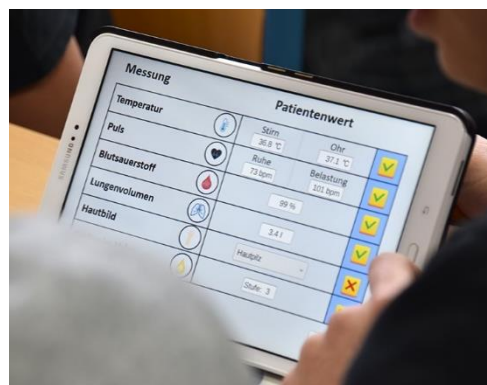 SAMSUNG
Messung
Patientenwert
Temperatur
Stirn
36.8 °C
Ohr
37.1 °C
Puls
Ruhe
73 bpm
Belastung
101 bpm
Blutsauerstoff
99 %
Lungenvolumen
3.4 l
Hautbild
Hautpilz
Stufe: 3